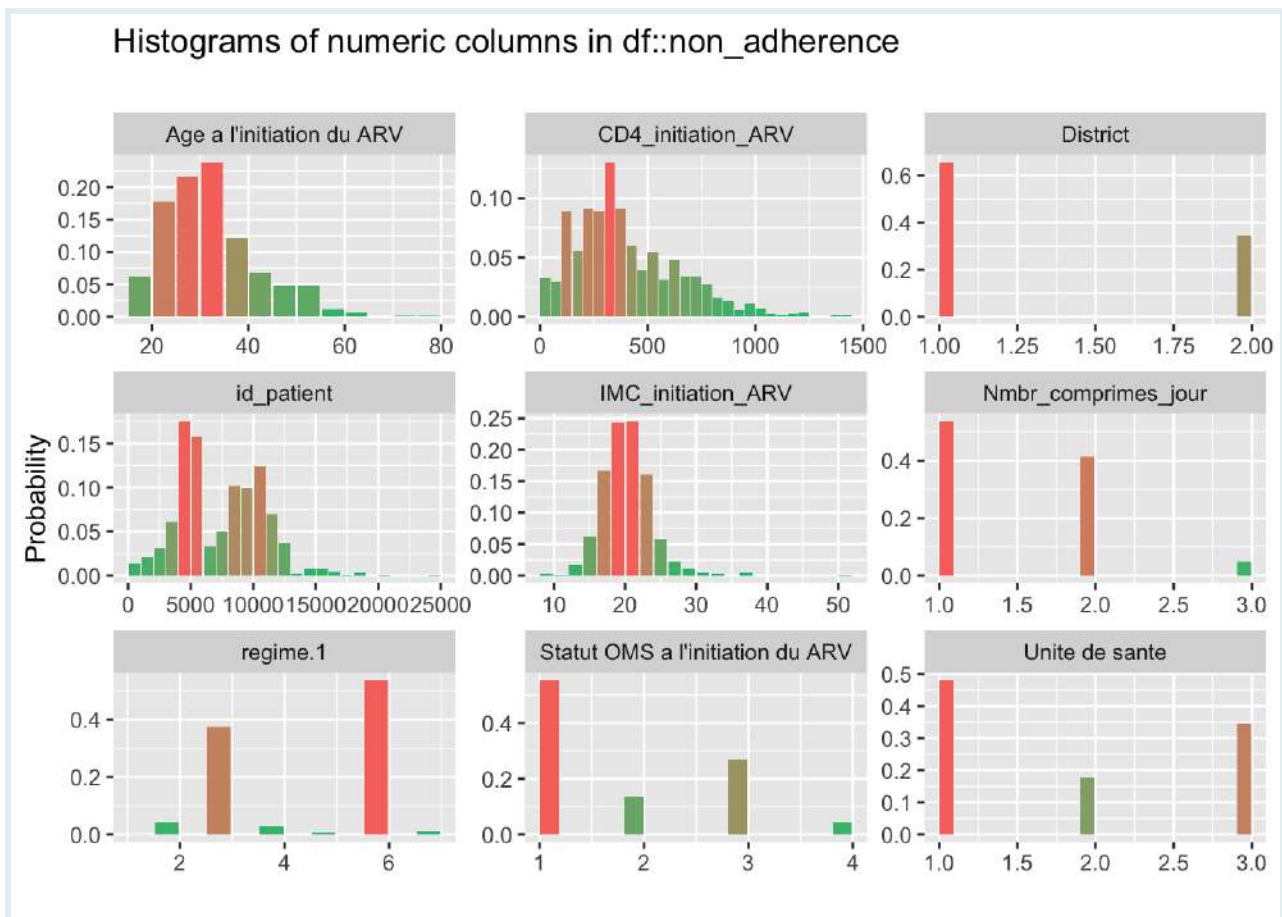 Histograms of numeric columns in df::non_adherence
Age a l'initiation du ARV
CD4_initiation_ARV
District
0.20
0.15
0.10
0.05
0.00
20 40 60 80
0.10
0.05
0.00
0 500 1000 1500
0.6
0.4
0.2
0.0
1.00 1.25 1.50 1.75 2.00
Probability
id_patient
IMC_initiation_ARV
Nmbr_comprimes_jour
0.15
0.10
0.05
0.00
0 5000 10000 15000 20000 25000
0.25
0.20
0.15
0.10
0.05
0.00
10 20 30 40 50
0.4
0.2
0.0
1.0 1.5 2.0 2.5 3.0
regime.1
Statut OMS a l'initiation du ARV
Unite de sante
0.4
0.2
0.0
2 4 6
0.4
0.2
0.0
1 2 3 4
0.5
0.4
0.3
0.2
0.1
0.0
1.0 1.5 2.0 2.5 3.0